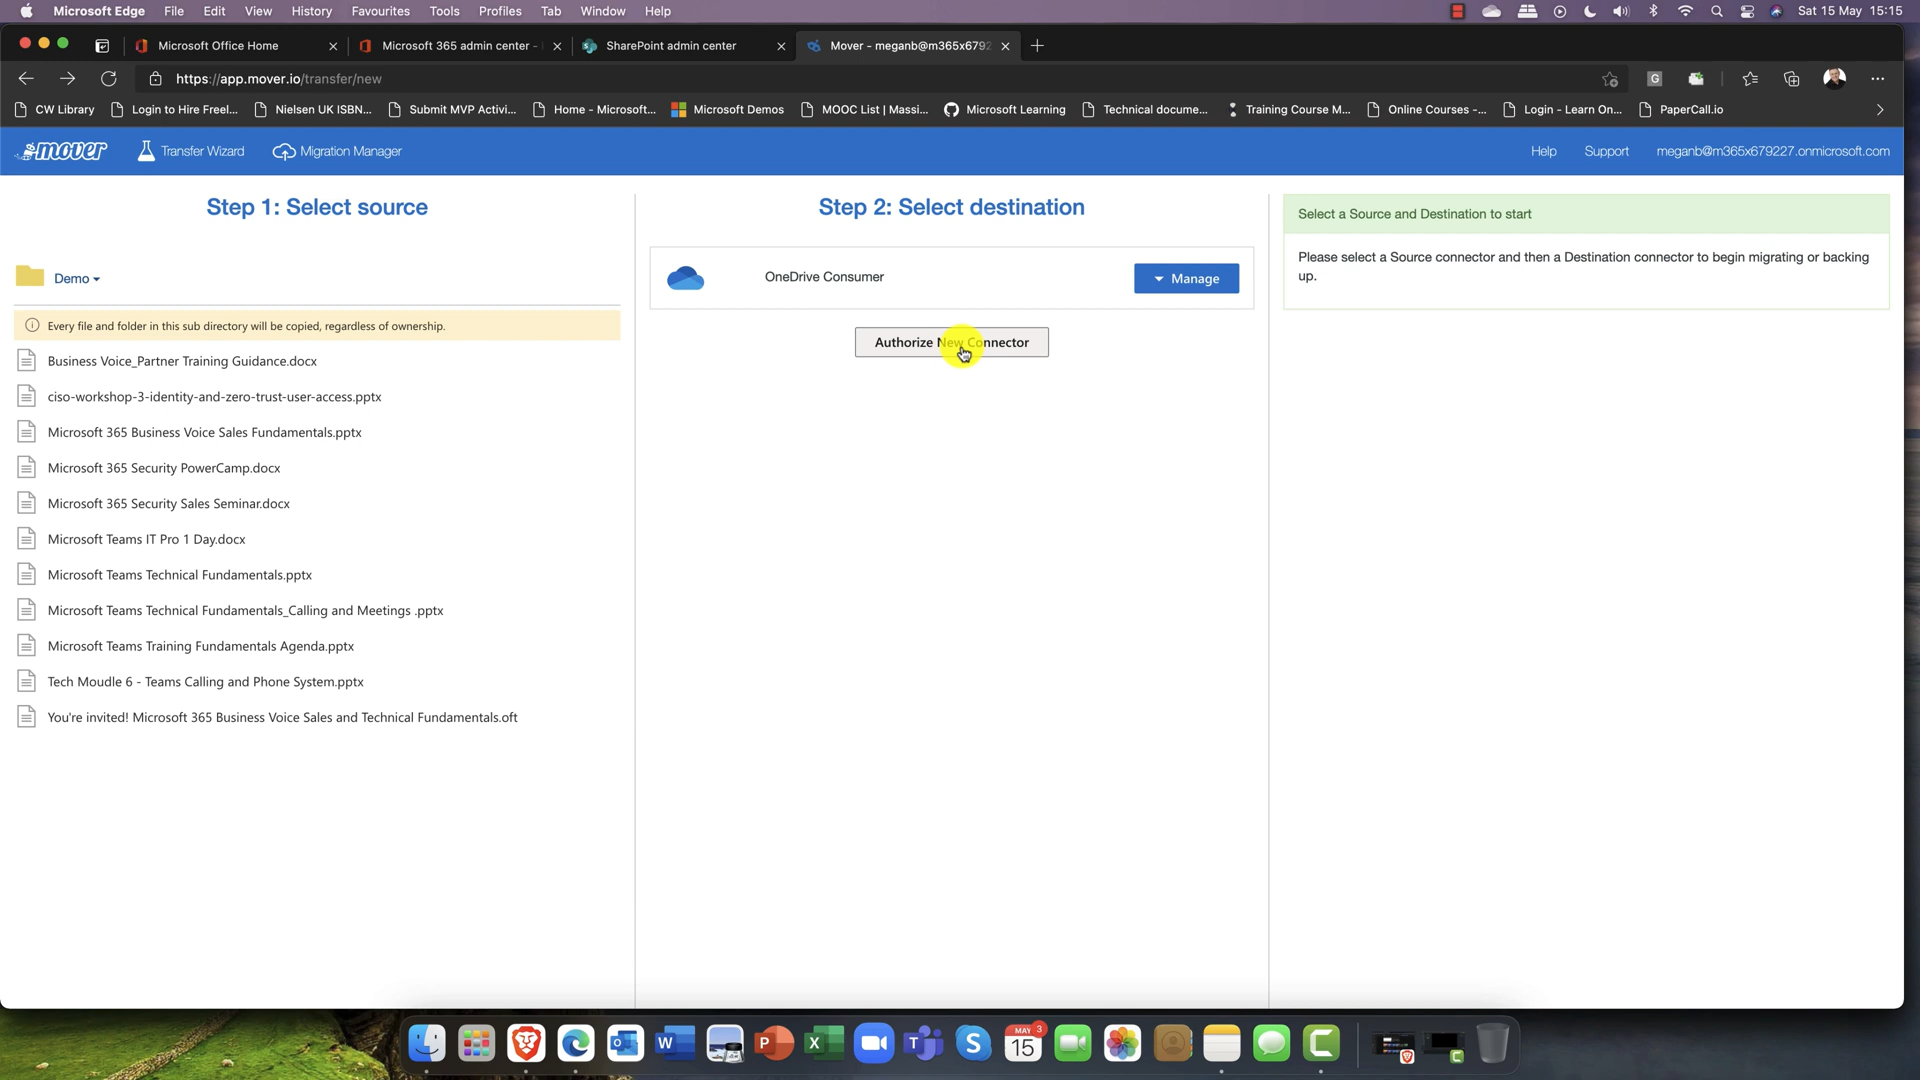 Microsoft Edge File Edit View History Favourites Tools Profiles Tab Window Help Sat 15 May 15:15
Microsoft Office Home Microsoft 365 admin center - SharePoint admin center Mover - meganb@m365x6792
https://app.mover.io/transfer/new
CW Library Login to Hire Freel... Nielsen UK ISBN... Submit MVP Activi... Home - Microsoft... Microsoft Demos MOOC List | Massi... Microsoft Learning Technical docume... Training Course M... Online Courses -... Login - Learn On... PaperCall.io
mover Transfer Wizard Migration Manager Help Support meganb@m365x679227.onmicrosoft.com
Step 1: Select source
Demo
Every file and folder in this sub directory will be copied, regardless of ownership.
Business Voice_Partner Training Guidance.docx
ciso-workshop-3-identity-and-zero-trust-user-access.pptx
Microsoft 365 Business Voice Sales Fundamentals.pptx
Microsoft 365 Security PowerCamp.docx
Microsoft 365 Security Sales Seminar.docx
Microsoft Teams IT Pro 1 Day.docx
Microsoft Teams Technical Fundamentals.pptx
Microsoft Teams Technical Fundamentals_Calling and Meetings .pptx
Microsoft Teams Training Fundamentals Agenda.pptx
Tech Moudle 6 - Teams Calling and Phone System.pptx
You're invited! Microsoft 365 Business Voice Sales and Technical Fundamentals.oft
Step 2: Select destination
OneDrive Consumer Manage
Authorize New Connector
Select a Source and Destination to start
Please select a Source connector and then a Destination connector to begin migrating or backing
up.
MAY 3
15